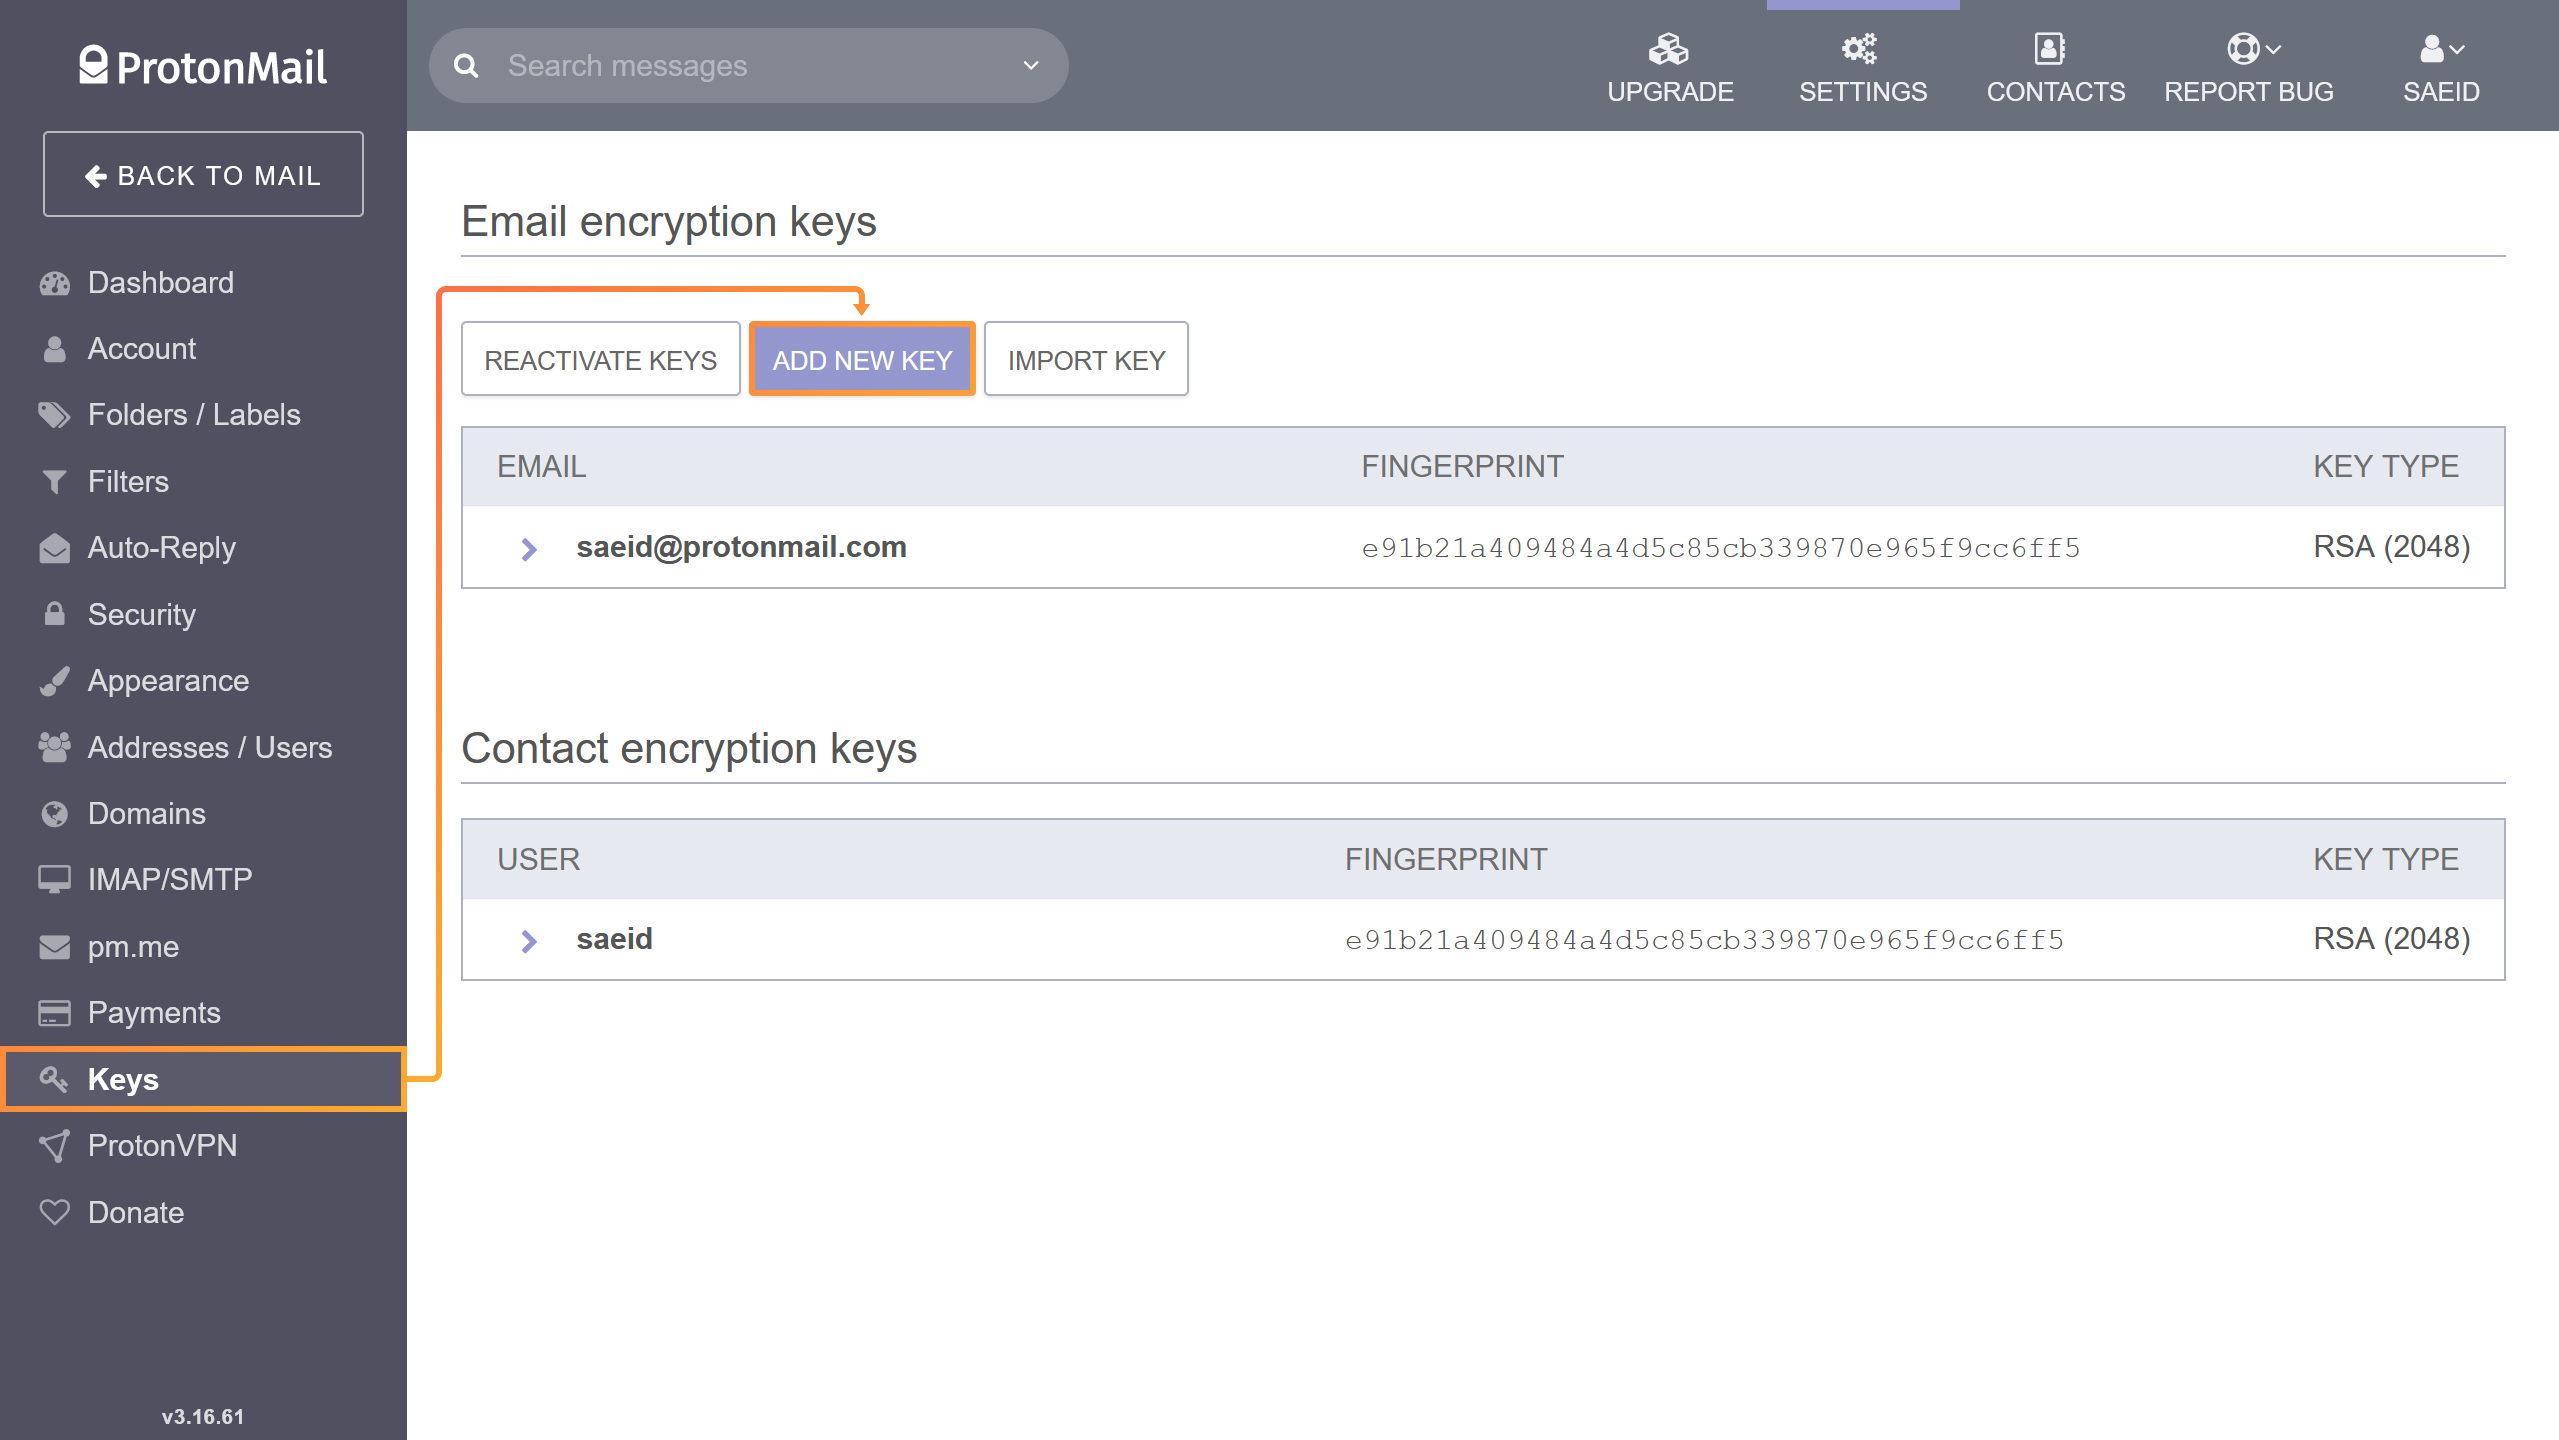 ProtonMail
BACK TO MAIL
Dashboard
Account
Folders / Labels
Filters
Auto-Reply
Security
Appearance
Addresses / Users
Domains
IMAP/SMTP
pm.me
Payments
Keys
ProtonVPN
Donate
v3.16.61
Search messages
UPGRADE
SETTINGS
CONTACTS
REPORT BUG
SAEID
Email encryption keys
REACTIVATE KEYS
ADD NEW KEY
IMPORT KEY
EMAIL FINGERPRINT KEY TYPE
saeid@protonmail.com e91b21a409484a4d5c85cb339870e965f9cc6ff5 RSA (2048)
Contact encryption keys
USER FINGERPRINT KEY TYPE
saeid e91b21a409484a4d5c85cb339870e965f9cc6ff5 RSA (2048)